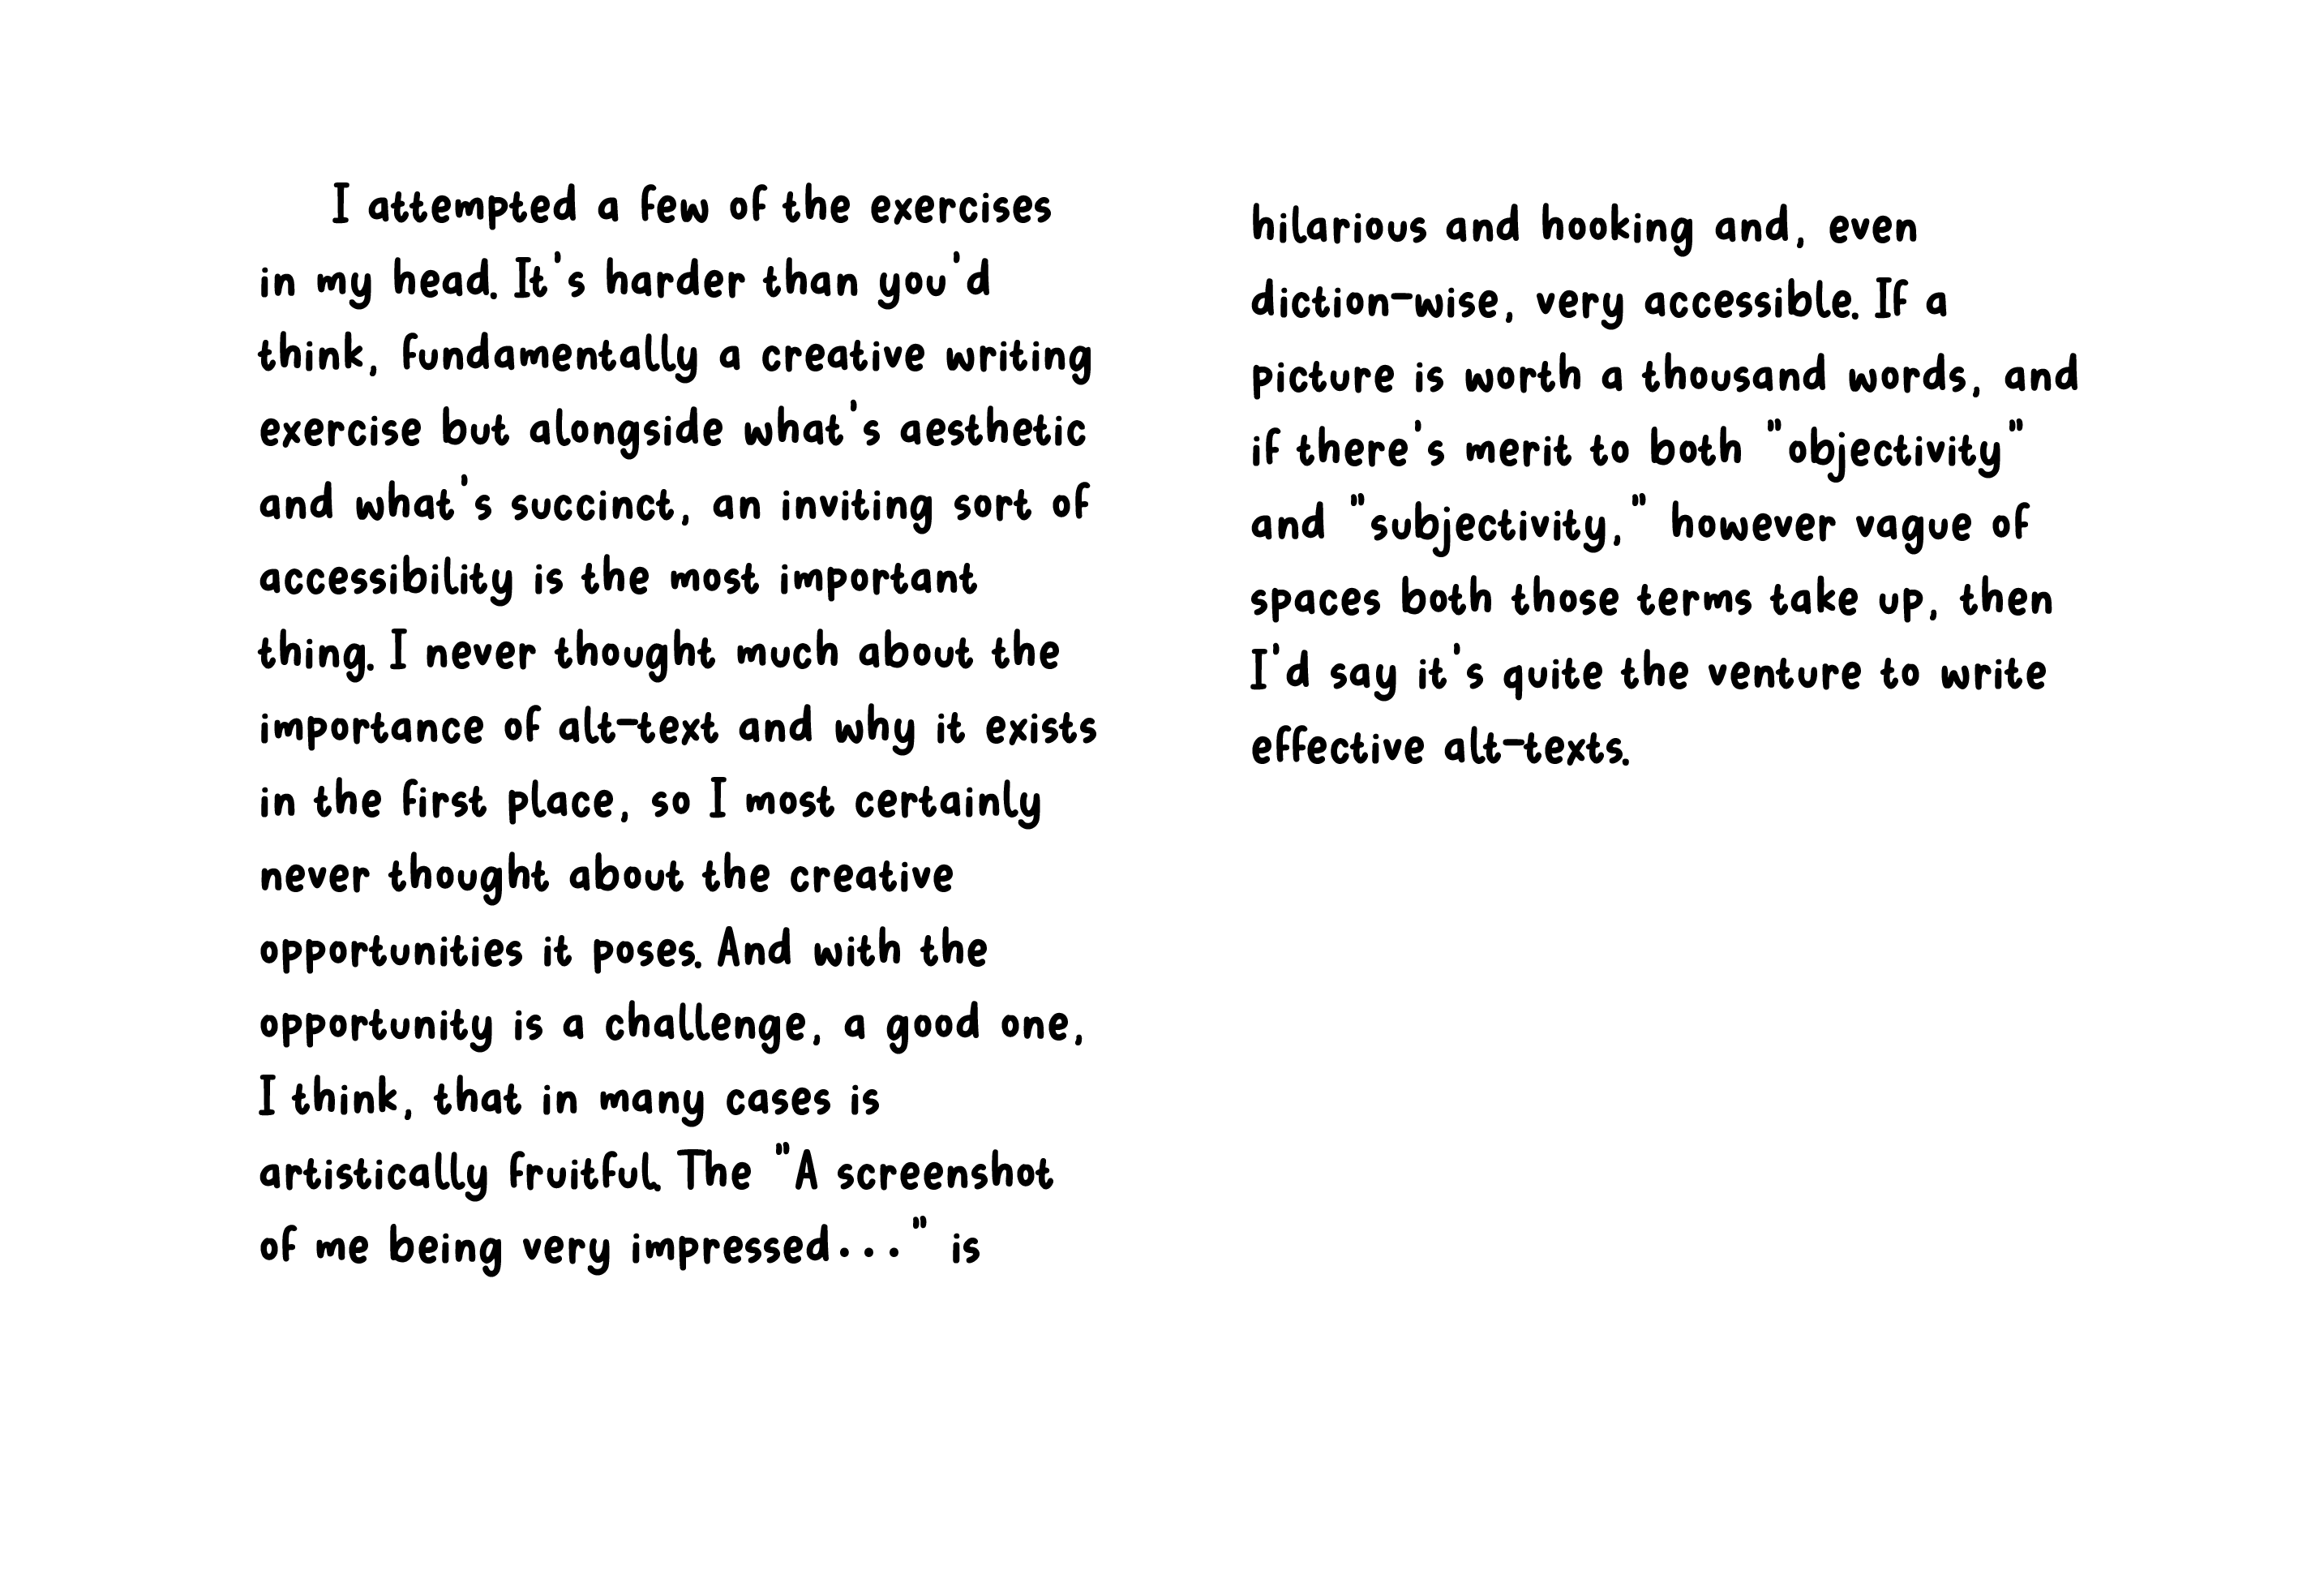 I attempted a few of the exercises
in my head. It's harder than you'd
think, fundamentally a creative writing
exercise but alongside what's aesthetic
and what's succinct, an inviting sort of
accessibility is the most important
thing. I never thought much about the
importance of alt-text and why it exists
in the first place, so I most certainly
never thought about the creative
opportunities it poses. And with the
opportunity is a challenge, a good one,
I think, that in many cases is
artistically fruitful. The "A screenshot
of me being very impressed..." is
hilarious and hooking and, even
diction-wise, very accessible. If a
picture is worth a thousand words, and
if there's merit to both "objectivity"
and "subjectivity," however vague of
spaces both those terms take up, then
I'd say it's quite the venture to write
effective alt-texts.